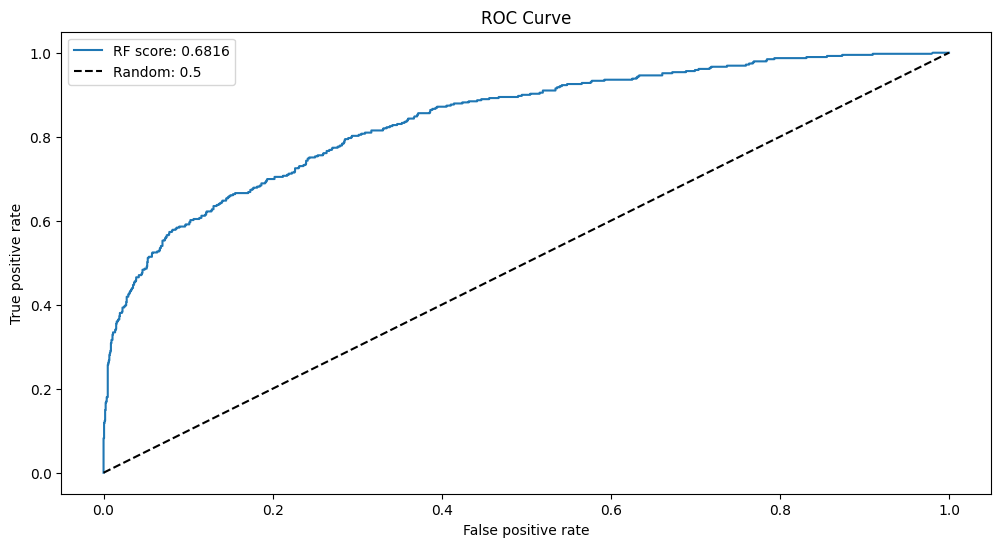 ROC Curve
RF score: 0.6816
Random: 0.5
True positive rate
1.0
0.8
0.6
0.4
0.2
0.0
0.0 0.2 0.4 0.6 0.8 1.0
False positive rate